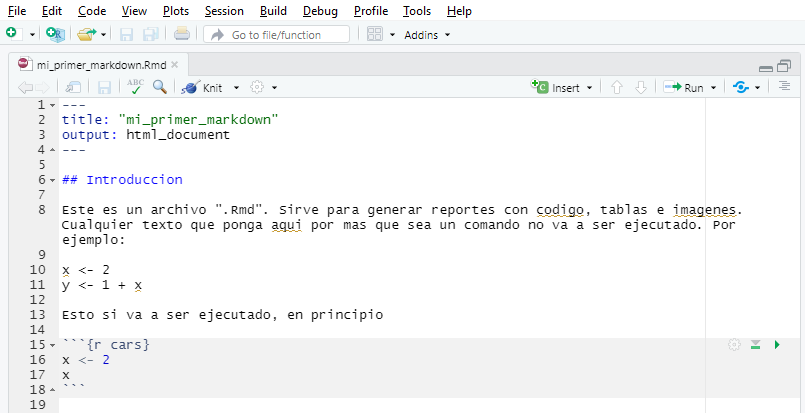 File Edit Code View Plots Session Build Debug Profile Tools Help
Go to file/function Addins
mi_primer_markdown.Rmd
ABC Knit Insert Run
1 ---
2 title: "mi_primer_markdown"
3 output: html_document
4 ---
5
6 ## Introduccion
7
8 Este es un archivo ".Rmd". Sirve para generar reportes con codigo, tablas e imagenes.
Cualquier texto que ponga aqui por mas que sea un comando no va a ser ejecutado. Por
ejemplo:
9
10 x <- 2
11 y <- 1 + x
12
13 Esto si va a ser ejecutado, en principio
14
15 ```{r cars}
16 x <- 2
17 x
18 ```
19